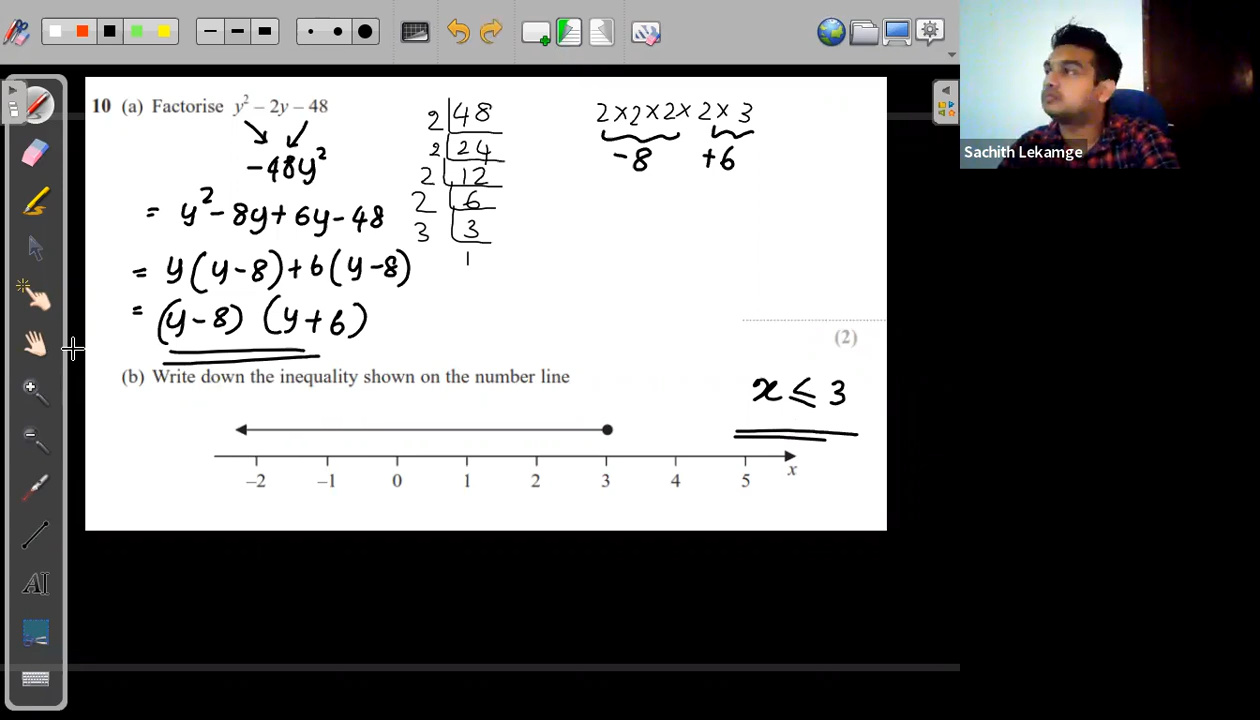 10 (a) Factorise y² – 2y – 48
-48y²
= y² - 8y + 6y - 48
= y(y-8) + 6(y-8)
= (y-8) (y+6)
2 48
2 24
2 12
2 6
3 3
1
2×2×2×2×3
-8 +6
Sachith Lekamge
(2)
(b) Write down the inequality shown on the number line
x ≤ 3
–2 –1 0 1 2 3 4 5 x
AI